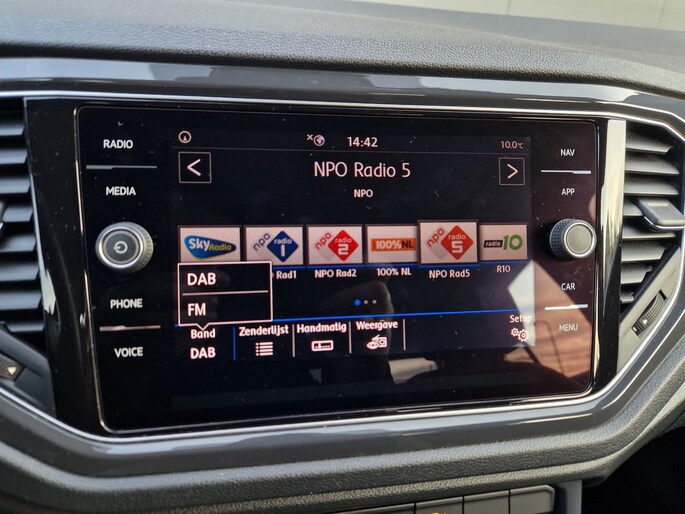 RADIO
MEDIA
PHONE
VOICE
14:42
10.0°C
NPO Radio 5
NPO
Sky Radio
npo radio 1
npo radio 2
100% NL
npo radio 5
radio 10
Rad1
NPO Rad2
100% NL
NPO Rad5
R10
DAB
FM
Band
DAB
Zenderlijst
Handmatig
Weergave
Setup
NAV
APP
CAR
MENU